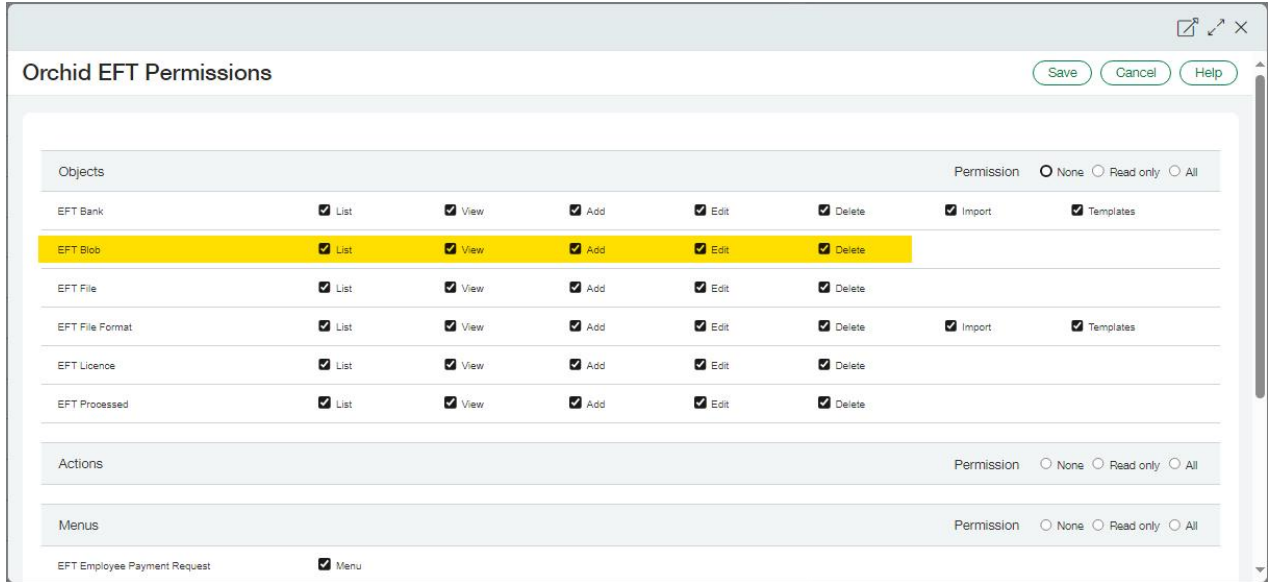 Orchid EFT Permissions Save Cancel Help
Objects Permission None Read only All
EFT Bank List View Add Edit Delete Import Templates
EFT Blob List View Add Edit Delete
EFT File List View Add Edit Delete
EFT File Format List View Add Edit Delete Import Templates
EFT Licence List View Add Edit Delete
EFT Processed List View Add Edit Delete
Actions Permission None Read only All
Menus Permission None Read only All
EFT Employee Payment Request Menu